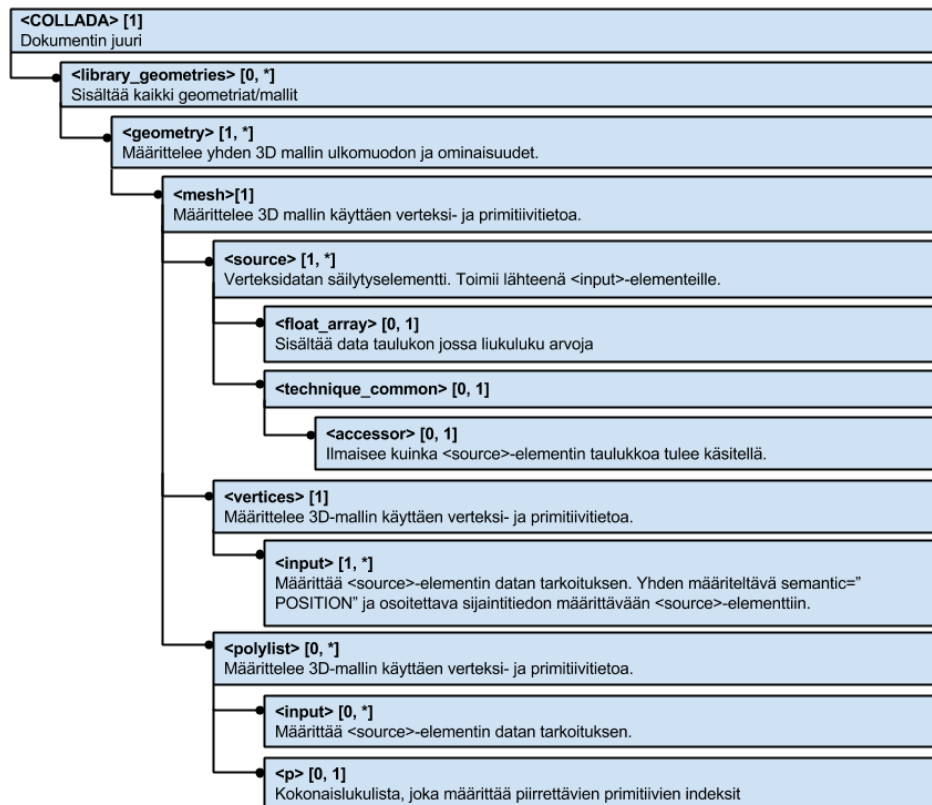 <COLLADA> [1]
Dokumentin juuri
<library_geometries> [0, *]
Sisältää kaikki geometriat/mallit
<geometry> [1, *]
Määrittelee yhden 3D mallin ulkomuodon ja ominaisuudet.
<mesh>[1]
Määrittelee 3D mallin käyttäen verteksi- ja primitiivitietoa.
<source> [1, *]
Verteksidatan säilytyselementti. Toimii lähteenä <input>-elementeille.
<float_array> [0, 1]
Sisältää data taulukon jossa liukuluku arvoja
<technique_common> [0, 1]
<accessor> [0, 1]
Ilmaisee kuinka <source>-elementin taulukkoa tulee käsitellä.
<vertices> [1]
Määrittelee 3D-mallin käyttäen verteksi- ja primitiivitietoa.
<input> [1, *]
Määrittää <source>-elementin datan tarkoituksen. Yhden määriteltävä semantic=”
POSITION” ja osoitettava sijaintitiedon määrittävään <source>-elementtiin.
<polylist> [0, *]
Määrittelee 3D-mallin käyttäen verteksi- ja primitiivitietoa.
<input> [0, *]
Määrittää <source>-elementin datan tarkoituksen.
<p> [0, 1]
Kokonaislukulista, joka määrittää piirrettävien primitiivien indeksit